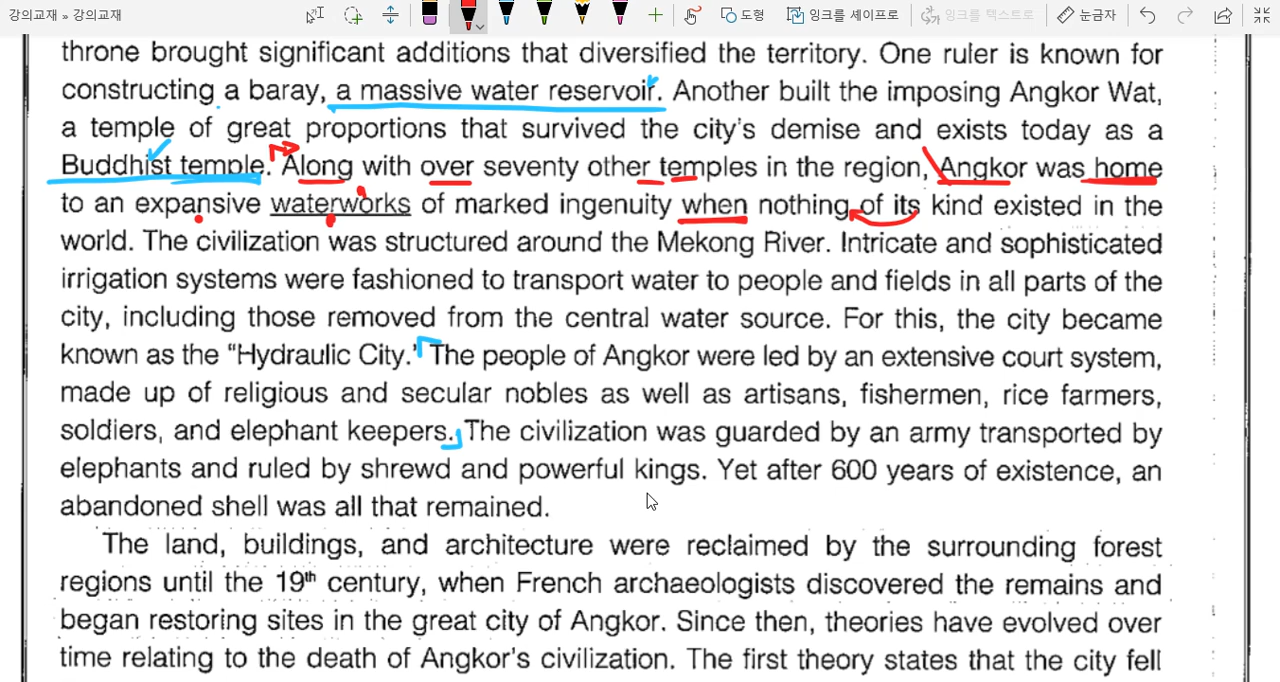 강의교재 » 강의교재
도형
잉크를 셰이프로
잉크를 텍스트로
눈금자
throne brought significant additions that diversified the territory. One ruler is known for
constructing a baray, a massive water reservoir. Another built the imposing Angkor Wat,
a temple of great proportions that survived the city's demise and exists today as a
Buddhist temple. Along with over seventy other temples in the region, Angkor was home
to an expansive waterworks of marked ingenuity when nothing of its kind existed in the
world. The civilization was structured around the Mekong River. Intricate and sophisticated
irrigation systems were fashioned to transport water to people and fields in all parts of the
city, including those removed from the central water source. For this, the city became
known as the “Hydraulic City.” The people of Angkor were led by an extensive court system,
made up of religious and secular nobles as well as artisans, fishermen, rice farmers,
soldiers, and elephant keepers. The civilization was guarded by an army transported by
elephants and ruled by shrewd and powerful kings. Yet after 600 years of existence, an
abandoned shell was all that remained.
The land, buildings, and architecture were reclaimed by the surrounding forest
regions until the 19th century, when French archaeologists discovered the remains and
began restoring sites in the great city of Angkor. Since then, theories have evolved over
time relating to the death of Angkor's civilization. The first theory states that the city fell